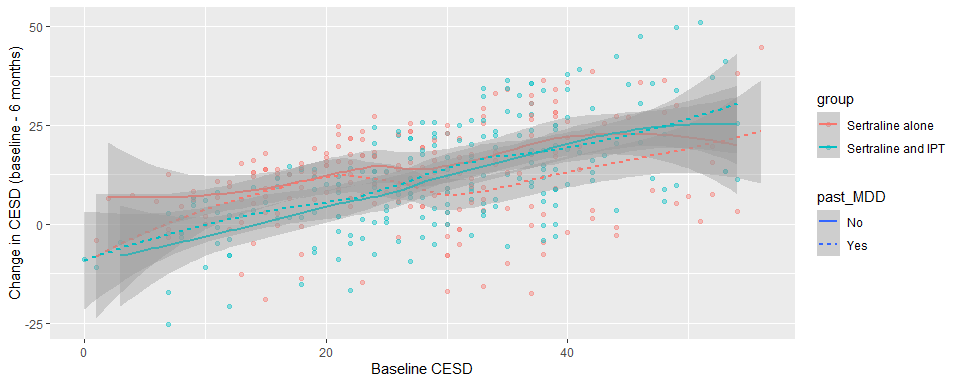 50
25
0
-25
Change in CESD (baseline - 6 months)
0
20
40
Baseline CESD
group
Sertraline alone
Sertraline and IPT
past_MDD
No
Yes